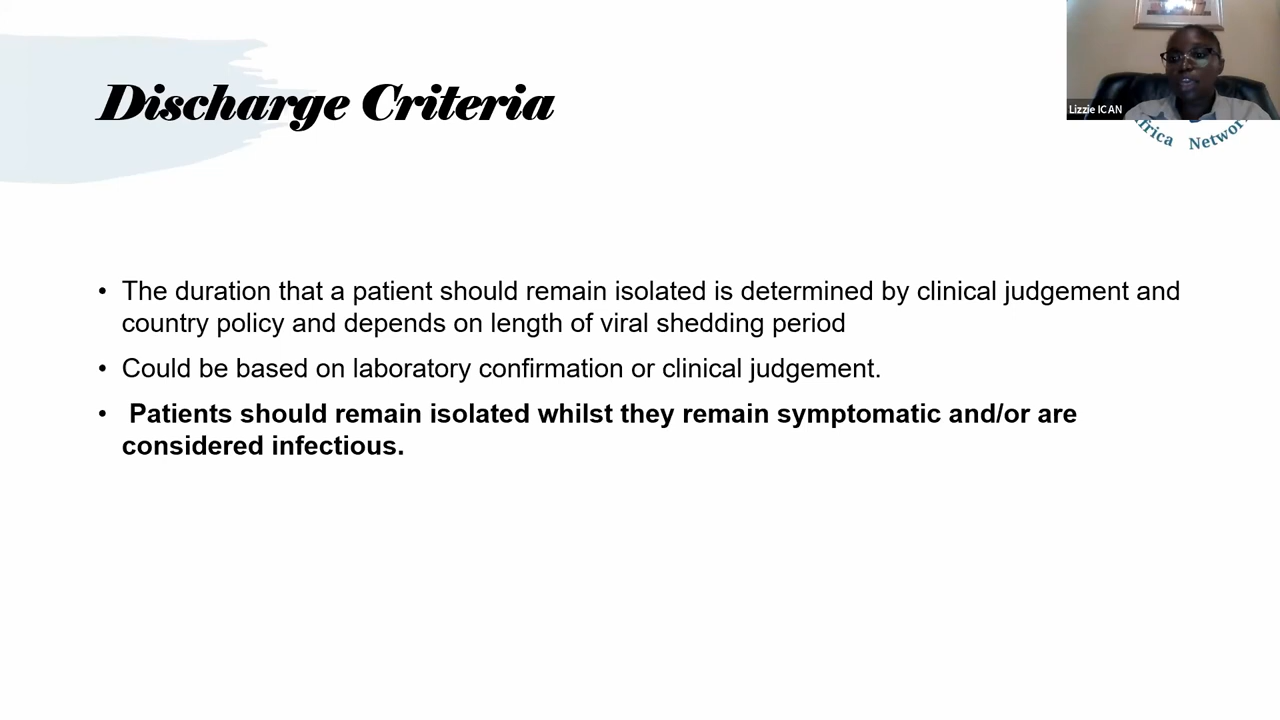 Discharge Criteria
Lizzie ICAN
Network
• The duration that a patient should remain isolated is determined by clinical judgement and
country policy and depends on length of viral shedding period
• Could be based on laboratory confirmation or clinical judgement.
• Patients should remain isolated whilst they remain symptomatic and/or are
considered infectious.